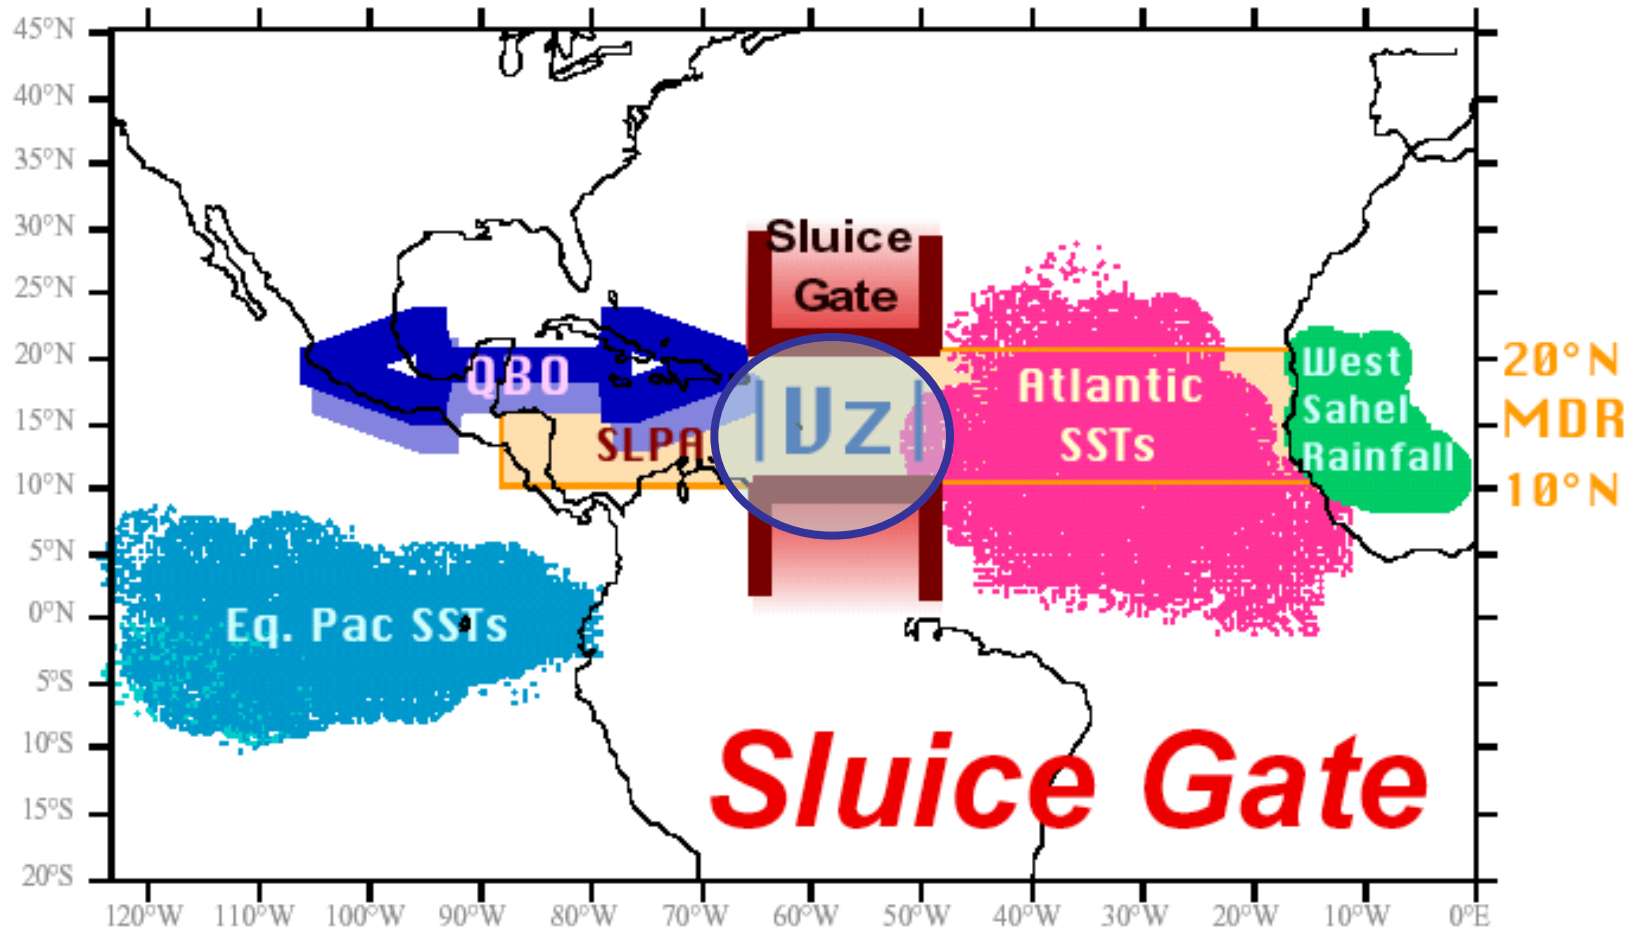 45°N
40°N
35°N
30°N
25°N
20°N
15°N
10°N
5°N
0°N
5°S
10°S
15°S
20°S
Sluice
Gate
QBO
SLPA
|Vz|
Atlantic
SSTs
West
Sahel
Rainfall
20°N
MDR
10°N
Eq. Pac SSTs
Sluice Gate
120°W 110°W 100°W 90°W 80°W 70°W 60°W 50°W 40°W 30°W 20°W 10°W 0°E